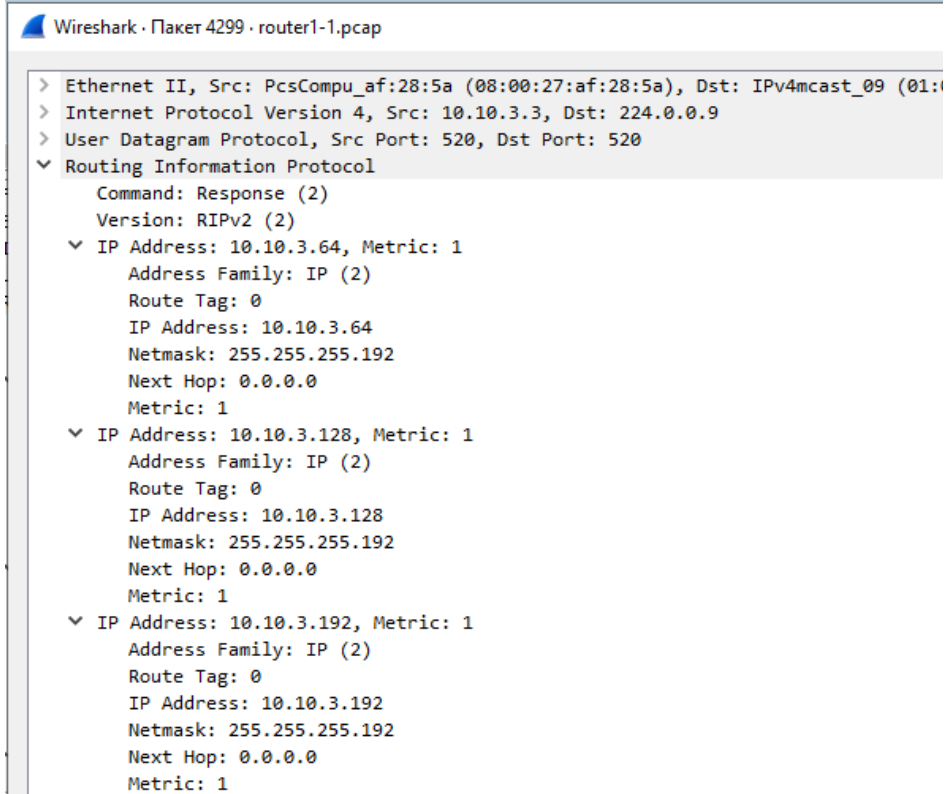 Wireshark · Пакет 4299 · router1-1.pcap
Ethernet II, Src: PcsCompu_af:28:5a (08:00:27:af:28:5a), Dst: IPv4mcast_09 (01:0
Internet Protocol Version 4, Src: 10.10.3.3, Dst: 224.0.0.9
User Datagram Protocol, Src Port: 520, Dst Port: 520
Routing Information Protocol
Command: Response (2)
Version: RIPv2 (2)
IP Address: 10.10.3.64, Metric: 1
Address Family: IP (2)
Route Tag: 0
IP Address: 10.10.3.64
Netmask: 255.255.255.192
Next Hop: 0.0.0.0
Metric: 1
IP Address: 10.10.3.128, Metric: 1
Address Family: IP (2)
Route Tag: 0
IP Address: 10.10.3.128
Netmask: 255.255.255.192
Next Hop: 0.0.0.0
Metric: 1
IP Address: 10.10.3.192, Metric: 1
Address Family: IP (2)
Route Tag: 0
IP Address: 10.10.3.192
Netmask: 255.255.255.192
Next Hop: 0.0.0.0
Metric: 1